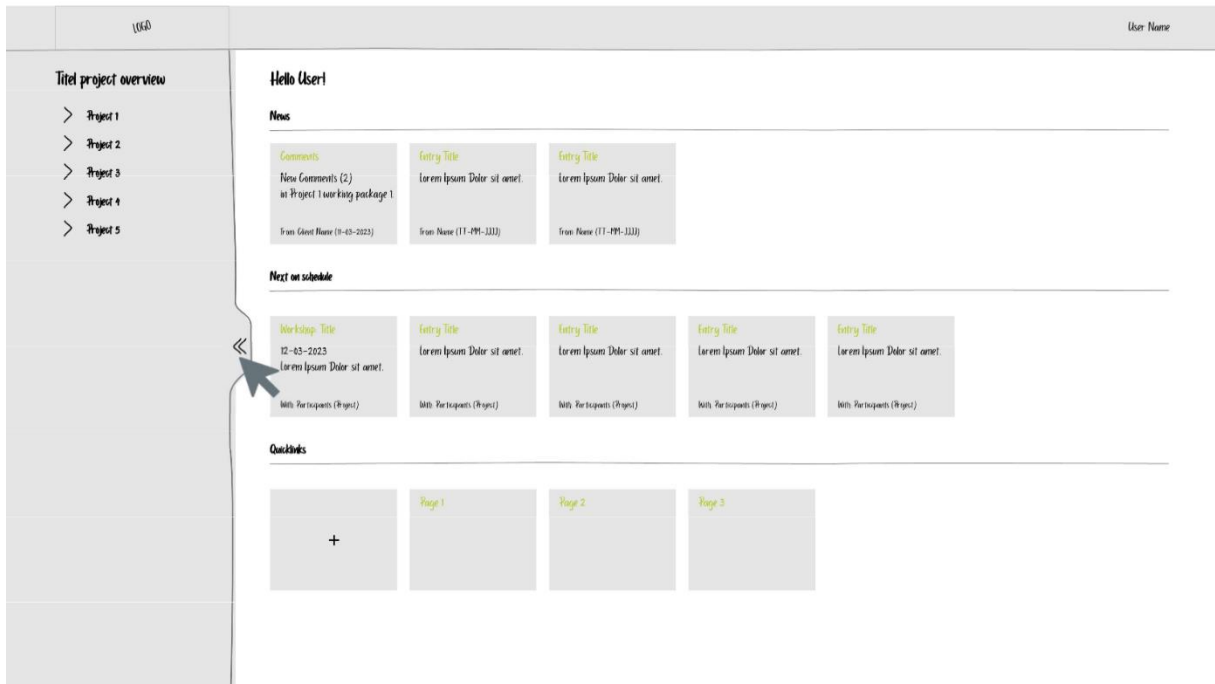 LOGO
User Name
Titel project overview
Project 1
Project 2
Project 3
Project 4
Project 5
Hello User!
News
Comments
New Comments (2)
in Project 1 working package 1
From Client Name (11-03-2023)
Entry Title
Lorem Ipsum Dolor sit amet.
From Name (TT-MM-JJJJ)
Entry Title
Lorem Ipsum Dolor sit amet.
From Name (TT-MM-JJJJ)
Next on schedule
Workshop Title
12-03-2023
Lorem Ipsum Dolor sit amet.
With Participants (Project)
Entry Title
Lorem Ipsum Dolor sit amet.
With Participants (Project)
Entry Title
Lorem Ipsum Dolor sit amet.
With Participants (Project)
Entry Title
Lorem Ipsum Dolor sit amet.
With Participants (Project)
Entry Title
Lorem Ipsum Dolor sit amet.
With Participants (Project)
Quicklinks
+
Page 1
Page 2
Page 3